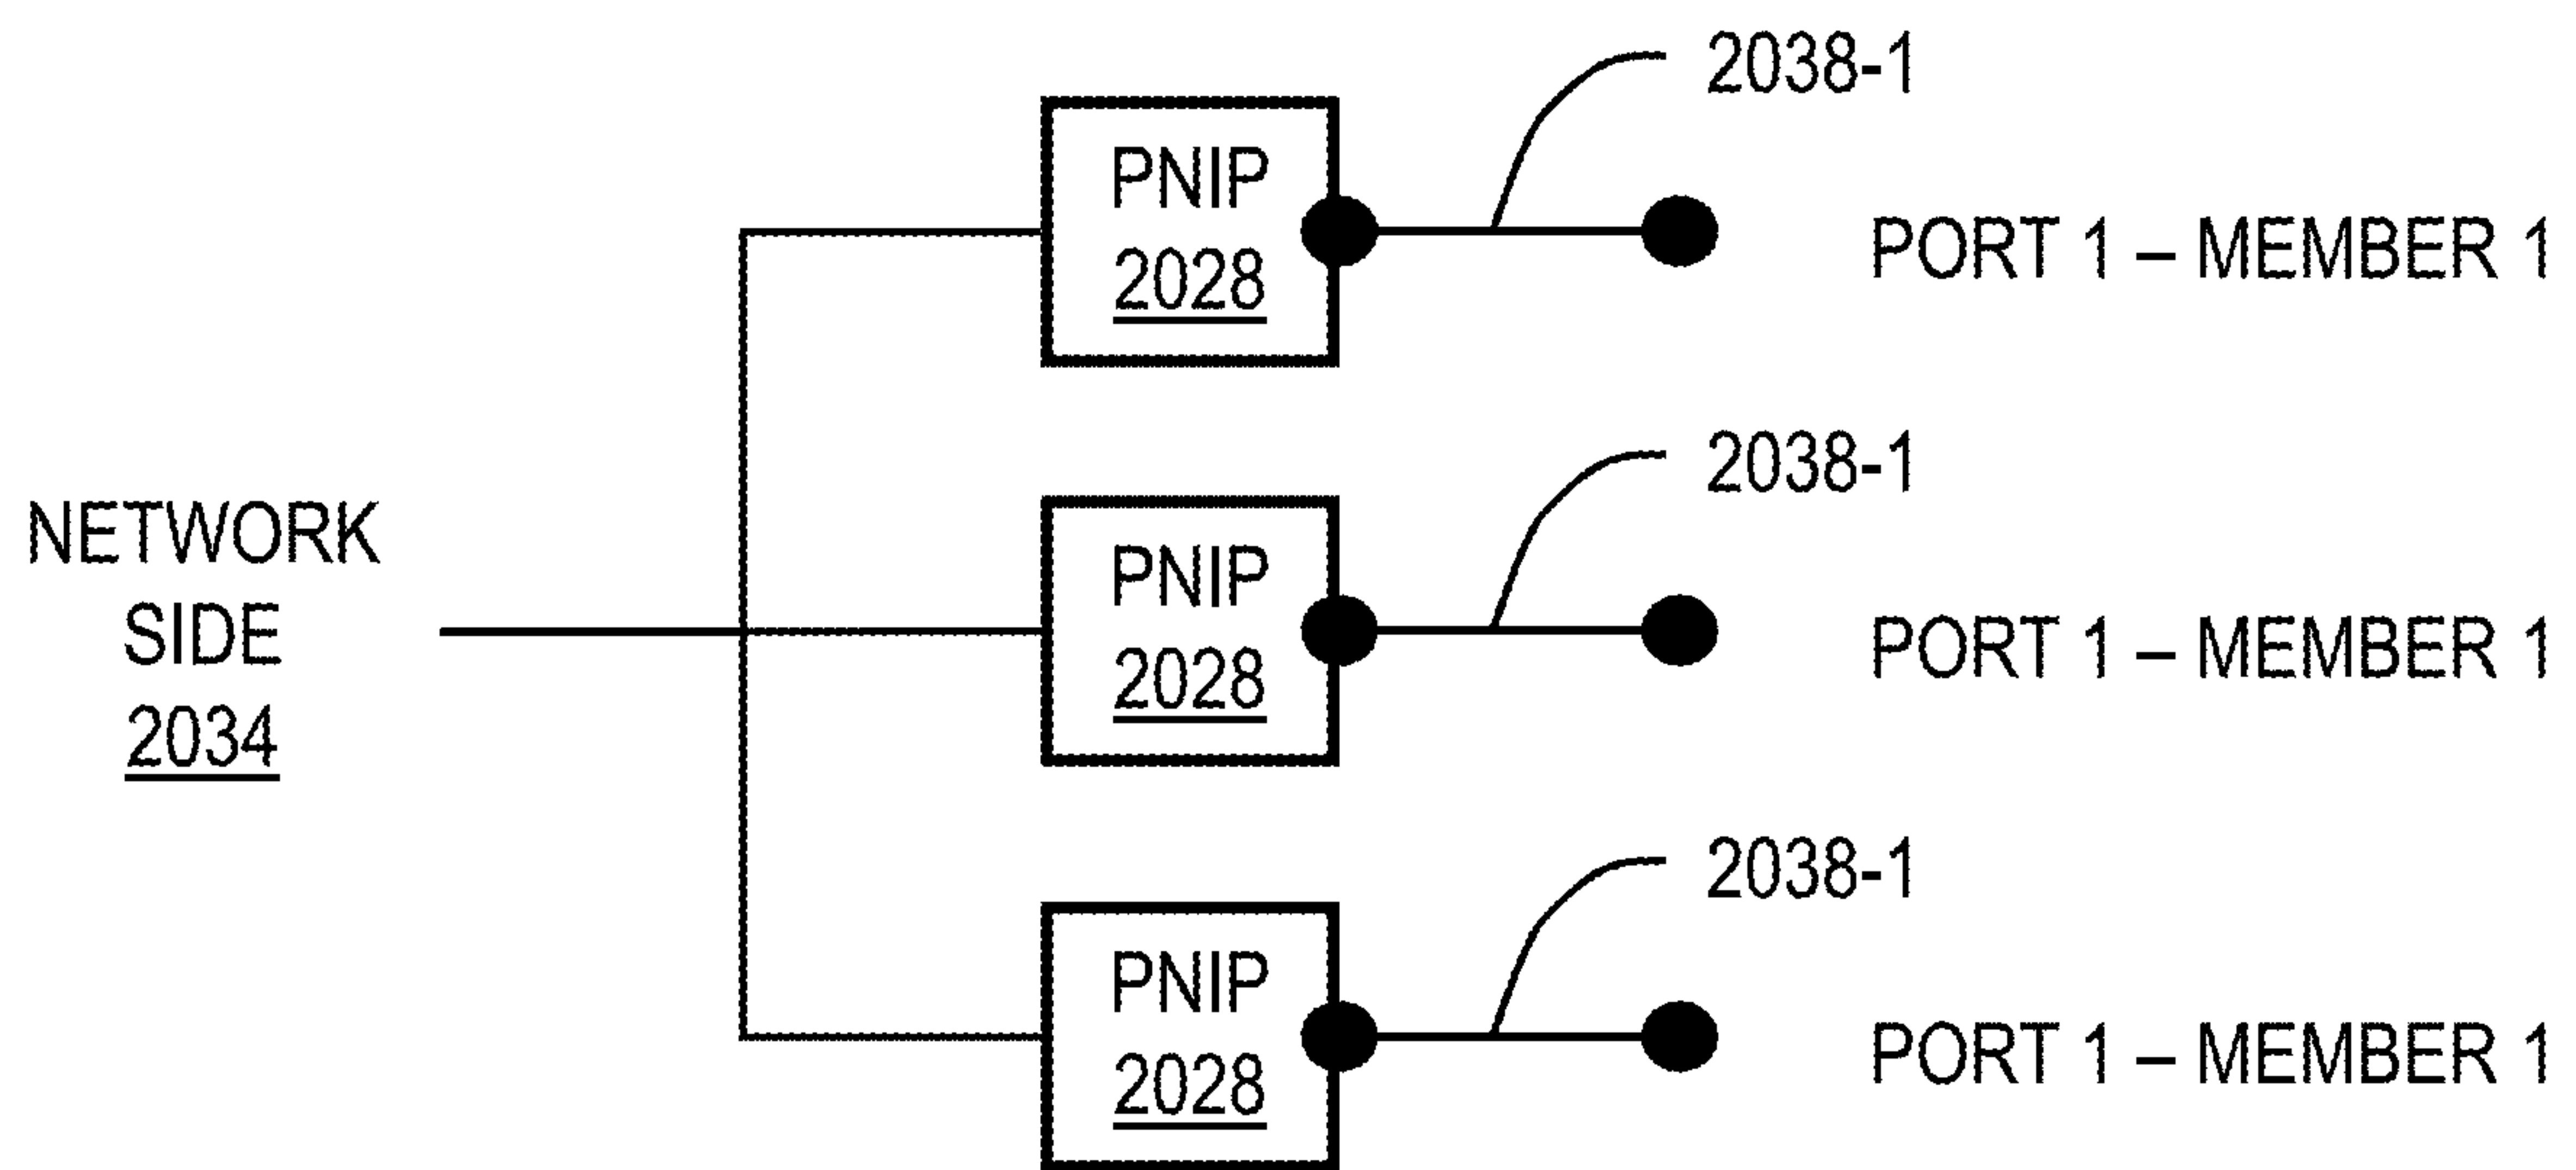 2038-1
PNIP
2028
PORT 1 – MEMBER 1
2038-1
NETWORK
SIDE
2034
PNIP
2028
PORT 1 – MEMBER 1
2038-1
PNIP
2028
PORT 1 – MEMBER 1